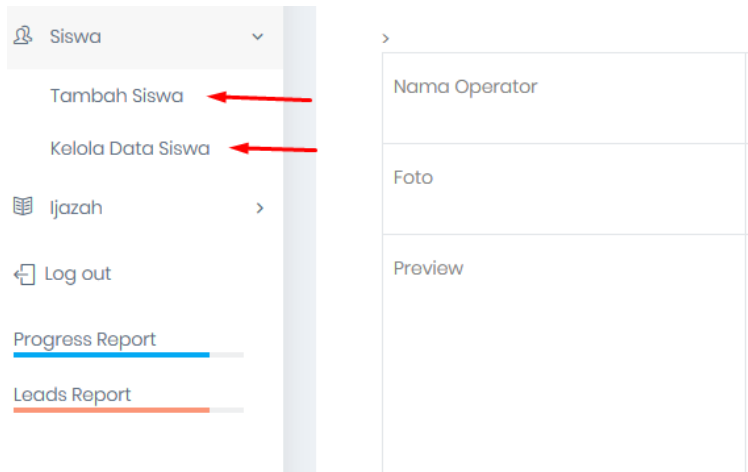 Siswa
Tambah Siswa
Kelola Data Siswa
Ijazah
Log out
Progress Report
Leads Report
Nama Operator
Foto
Preview